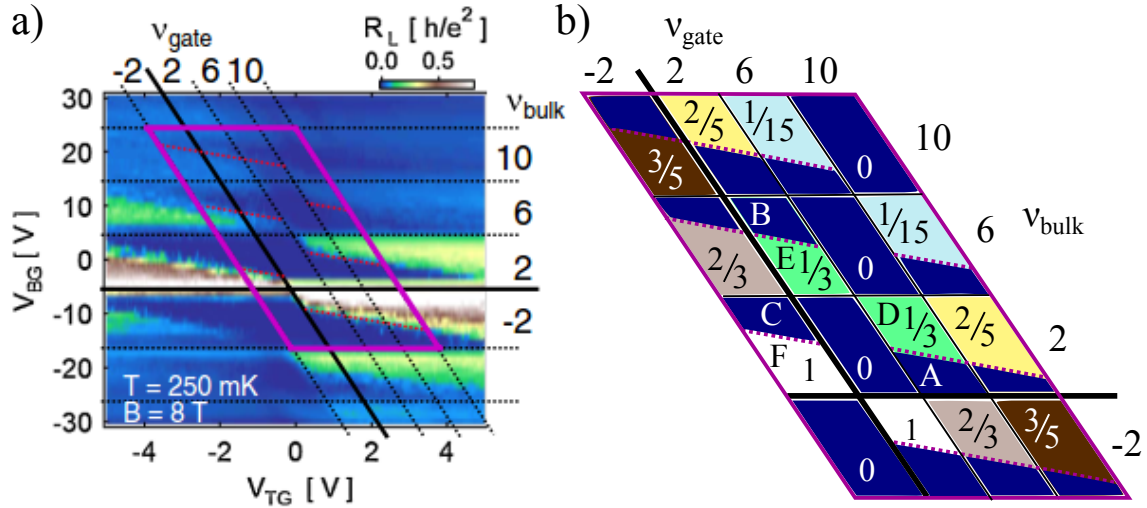 a)
ν_gate
-2 2 6 10
R_L [ h/e²]
0.0 0.5
ν_bulk
30
20
10
0
-10
-20
-30
V_BG [ V]
10
6
2
-2
T = 250 mK
B = 8 T
-4 -2 0 2 4
V_TG [ V ]
b)
ν_gate
-2 2 6 10
2/5 1/15
3/5 0 10
B 1/15
2/3 E 1/3 0 6 ν_bulk
C D 1/3 2/5
F 1 0 A 2
1 2/3 3/5
0 -2